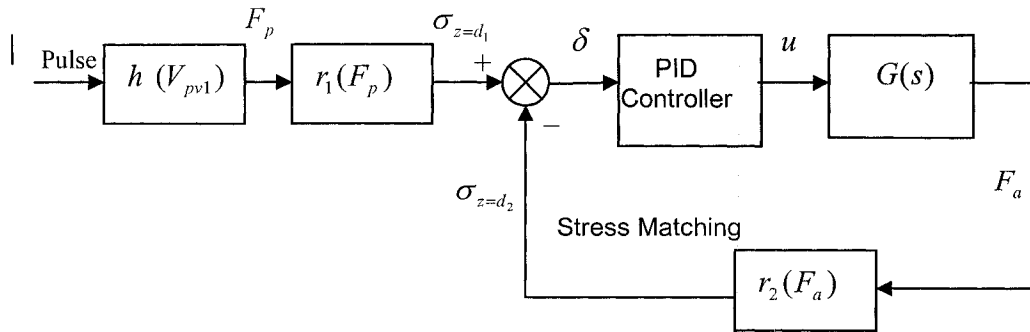 F_p
σ_{z=d_1}
Pulse
h (V_{pv1})
r_1(F_p)
+
−
δ
PID
Controller
u
G(s)
F_a
σ_{z=d_2}
Stress Matching
r_2(F_a)